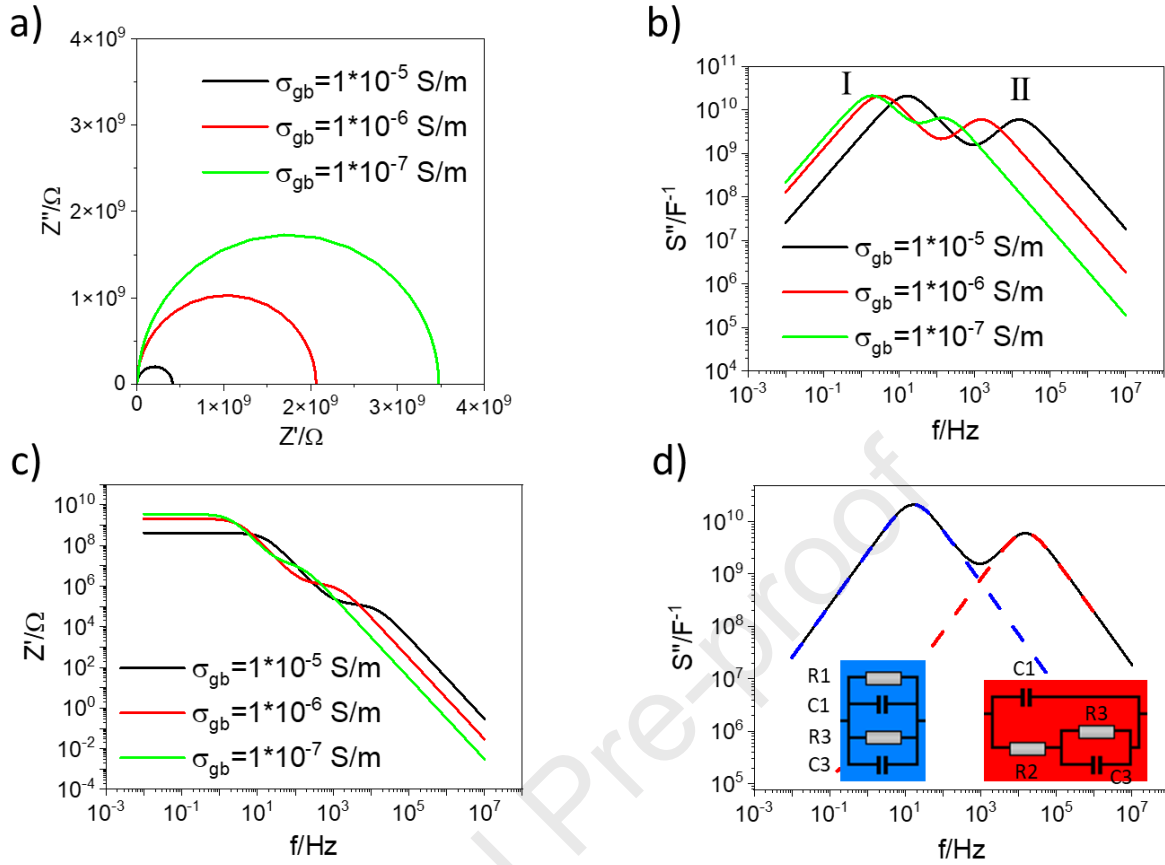 a)
4×10⁹
3×10⁹
2×10⁹
1×10⁹
0
Z''/Ω
σgb=1*10⁻⁵ S/m
σgb=1*10⁻⁶ S/m
σgb=1*10⁻⁷ S/m
0 1×10⁹ 2×10⁹ 3×10⁹ 4×10⁹
Z'/Ω
b)
10¹¹
10¹⁰
10⁹
10⁸
10⁷
10⁶
10⁵
10⁴
S''/F⁻¹
I II
σgb=1*10⁻⁵ S/m
σgb=1*10⁻⁶ S/m
σgb=1*10⁻⁷ S/m
10⁻³ 10⁻¹ 10¹ 10³ 10⁵ 10⁷
f/Hz
c)
10¹⁰
10⁸
10⁶
10⁴
10²
10⁰
10⁻²
10⁻⁴
Z'/Ω
σgb=1*10⁻⁵ S/m
σgb=1*10⁻⁶ S/m
σgb=1*10⁻⁷ S/m
10⁻³ 10⁻¹ 10¹ 10³ 10⁵ 10⁷
f/Hz
d)
10¹⁰
10⁹
10⁸
10⁷
10⁶
10⁵
S''/F⁻¹
R1
C1
R3
C3
C1
R3
R2
C3
10⁻³ 10⁻¹ 10¹ 10³ 10⁵ 10⁷
f/Hz
Pre-proof